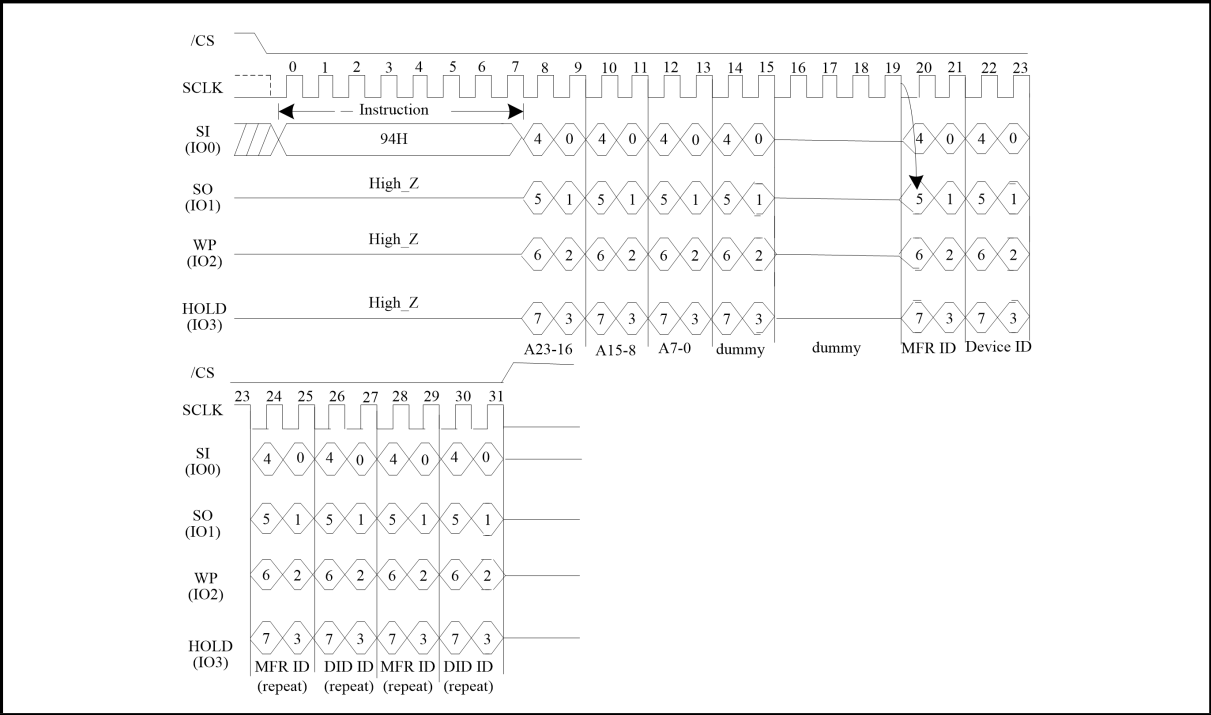 /CS
0 1 2 3 4 5 6 7 8 9 10 11 12 13 14 15 16 17 18 19 20 21 22 23
SCLK
Instruction
SI
(IO0)
94H
4 0 4 0 4 0 4 0 4 0 4 0
High_Z
SO
(IO1)
5 1 5 1 5 1 5 1 5 1 5 1
High_Z
WP
(IO2)
6 2 6 2 6 2 6 2 6 2 6 2
High_Z
HOLD
(IO3)
7 3 7 3 7 3 7 3 7 3 7 3
A23-16 A15-8 A7-0 dummy dummy MFR ID Device ID
/CS
23 24 25 26 27 28 29 30 31
SCLK
SI
(IO0)
4 0 4 0 4 0 4 0
SO
(IO1)
5 1 5 1 5 1 5 1
WP
(IO2)
6 2 6 2 6 2 6 2
HOLD
(IO3)
7 3 7 3 7 3 7 3
MFR ID DID ID MFR ID DID ID
(repeat) (repeat) (repeat) (repeat)